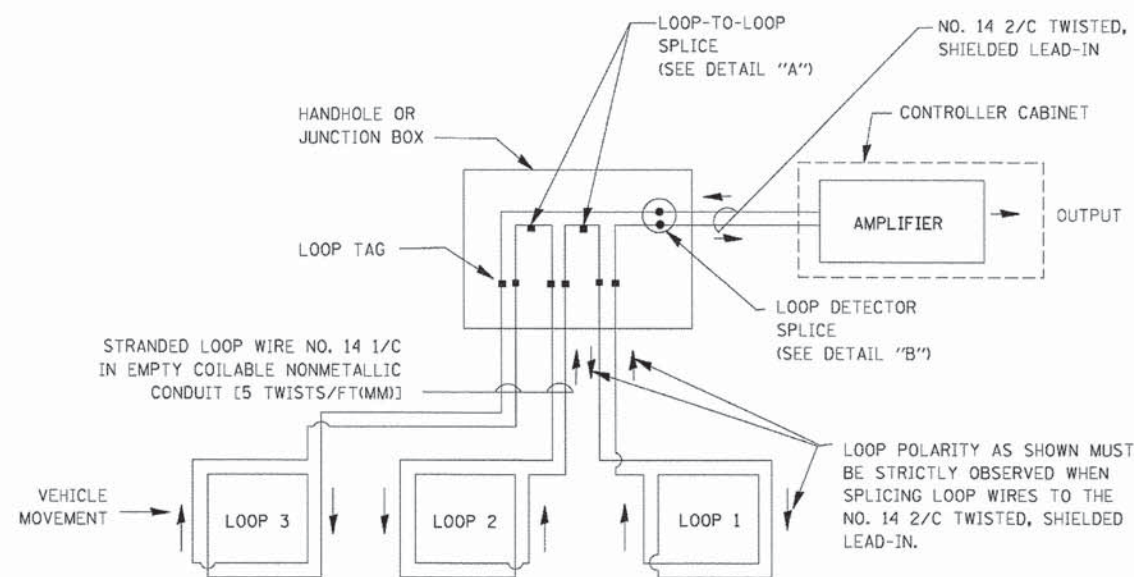 LOOP-TO-LOOP
SPLICE
(SEE DETAIL "A")
NO. 14 2/C TWISTED,
SHIELDED LEAD-IN
HANDHOLE OR
JUNCTION BOX
CONTROLLER CABINET
AMPLIFIER
OUTPUT
LOOP TAG
LOOP DETECTOR
SPLICE
(SEE DETAIL "B")
STRANDED LOOP WIRE NO. 14 1/C
IN EMPTY COILABLE NONMETALLIC
CONDUIT [5 TWISTS/FT(MM)]
LOOP POLARITY AS SHOWN MUST
BE STRICTLY OBSERVED WHEN
SPLICING LOOP WIRES TO THE
NO. 14 2/C TWISTED, SHIELDED
LEAD-IN.
VEHICLE
MOVEMENT
LOOP 3
LOOP 2
LOOP 1